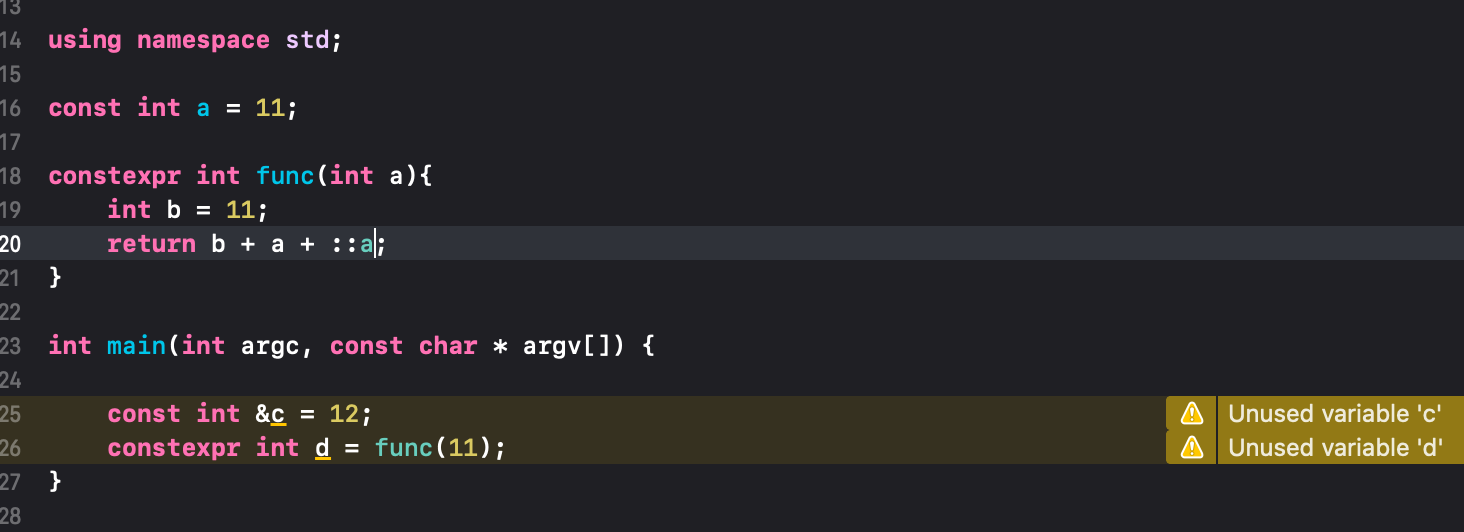 13
14 using namespace std;
15
16 const int a = 11;
17
18 constexpr int func(int a){
19     int b = 11;
20     return b + a + ::a;
21 }
22
23 int main(int argc, const char * argv[]) {
24
25     const int &c = 12; Unused variable 'c'
26     constexpr int d = func(11); Unused variable 'd'
27 }
28